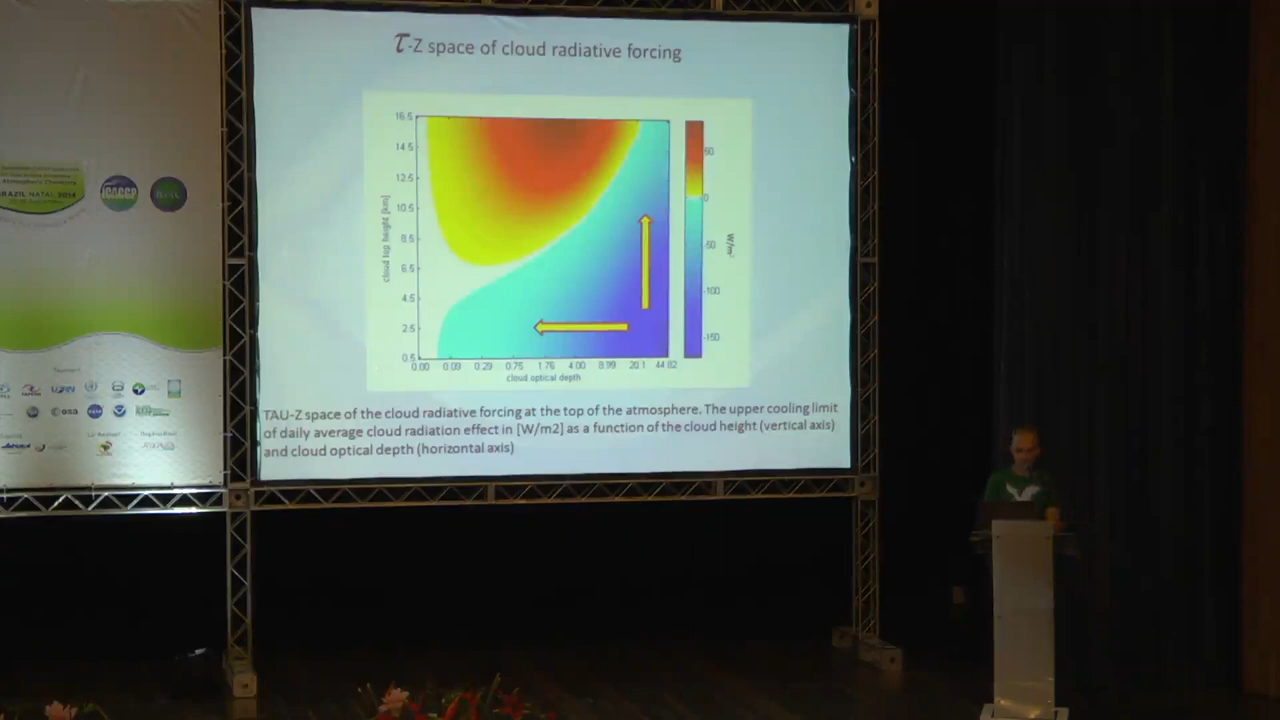 τ-Z space of cloud radiative forcing
16.5
14.5
12.5
10.5
8.5
6.5
4.5
2.5
0.5
cloud top height [km]
0.00 0.09 0.29 0.75 1.76 4.00 8.99 20.1 44.82
cloud optical depth
50
0
-50
-100
-150
W/m²
TAU-Z space of the cloud radiative forcing at the top of the atmosphere. The upper cooling limit
of daily average cloud radiation effect in [W/m2] as a function of the cloud height (vertical axis)
and cloud optical depth (horizontal axis)
Atmospheric Chemistry
BRAZIL NATAL 2014
iCACGP
IGAC
esa